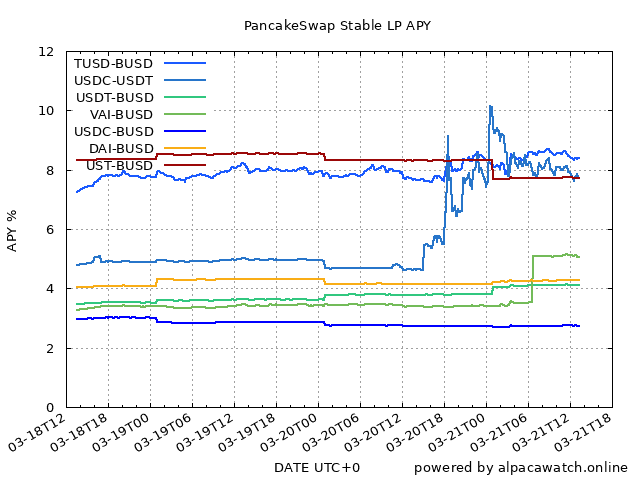 PancakeSwap Stable LP APY
APY %
12
10
8
6
4
2
0
TUSD-BUSD
USDC-USDT
USDT-BUSD
VAI-BUSD
USDC-BUSD
DAI-BUSD
UST-BUSD
03-18T12
03-18T18
03-19T00
03-19T06
03-19T12
03-19T18
03-20T00
03-20T06
03-20T12
03-20T18
03-21T00
03-21T06
03-21T12
03-21T18
DATE UTC+0
powered by alpacawatch.online